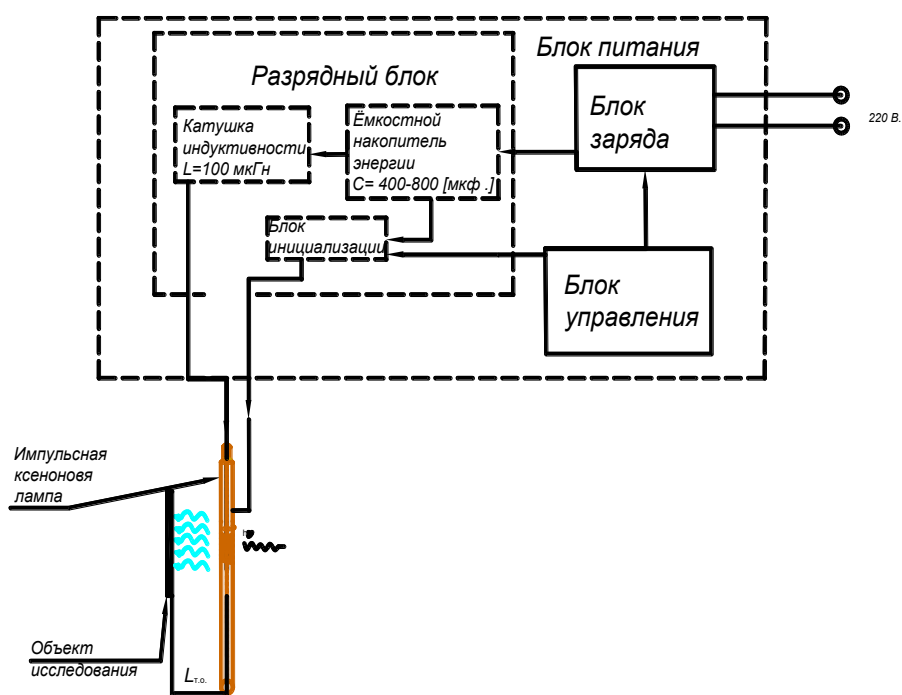 Блок питания
Разрядный блок
Катушка
индуктивности
L=100 мкГн
Ёмкостной
накопитель
энергии
C= 400-800 [мкф .]
Блок
заряда
220 В.
Блок
инициализации
Блок
управления
Импульсная
ксеноновя
лампа
Объект
исследования
Lт.о.